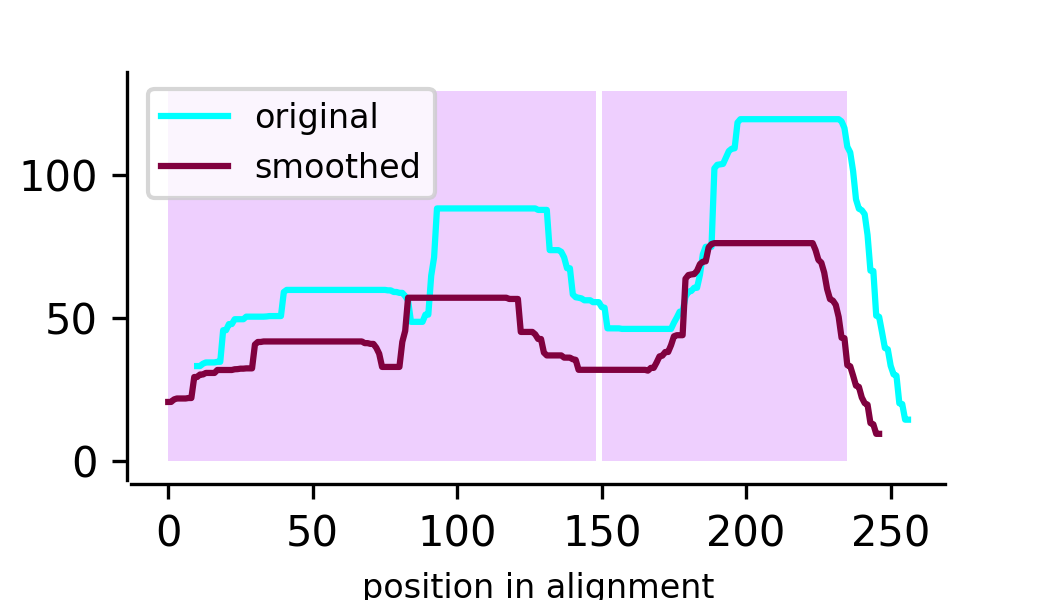 original
smoothed
100
50
0
0 50 100 150 200 250
position in alignment